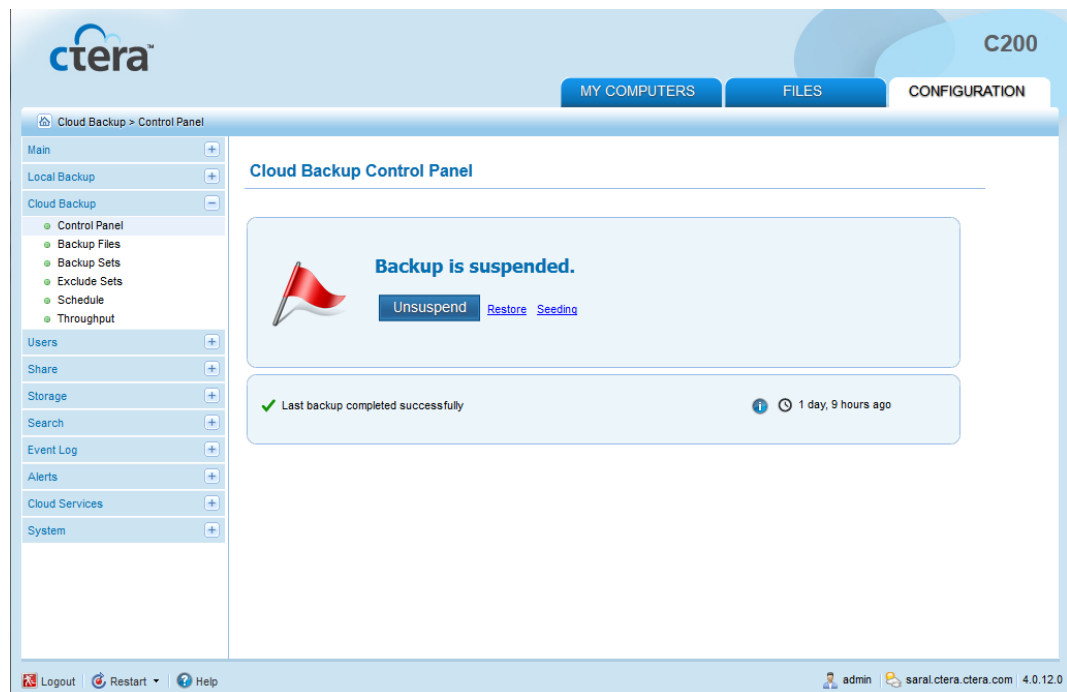 ctera™
C200
MY COMPUTERS
FILES
CONFIGURATION
Cloud Backup > Control Panel
Main
Local Backup
Cloud Backup
Control Panel
Backup Files
Backup Sets
Exclude Sets
Schedule
Throughput
Users
Share
Storage
Search
Event Log
Alerts
Cloud Services
System
Cloud Backup Control Panel
Backup is suspended.
Unsuspend Restore Seeding
Last backup completed successfully
1 day, 9 hours ago
Logout Restart Help
admin saral.ctera.ctera.com 4.0.12.0